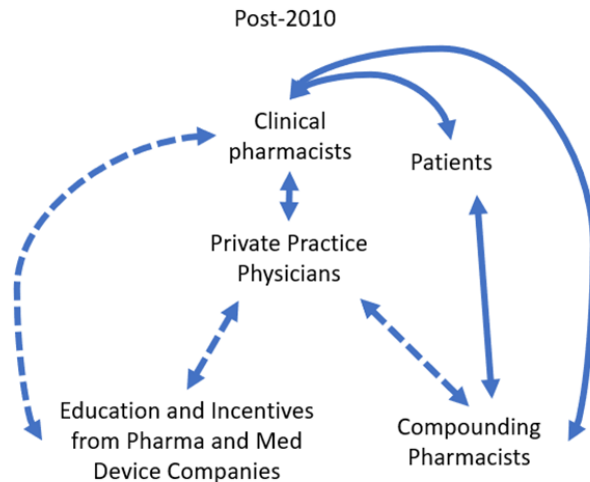 Post-2010
Clinical
pharmacists
Patients
Private Practice
Physicians
Education and Incentives
from Pharma and Med
Device Companies
Compounding
Pharmacists